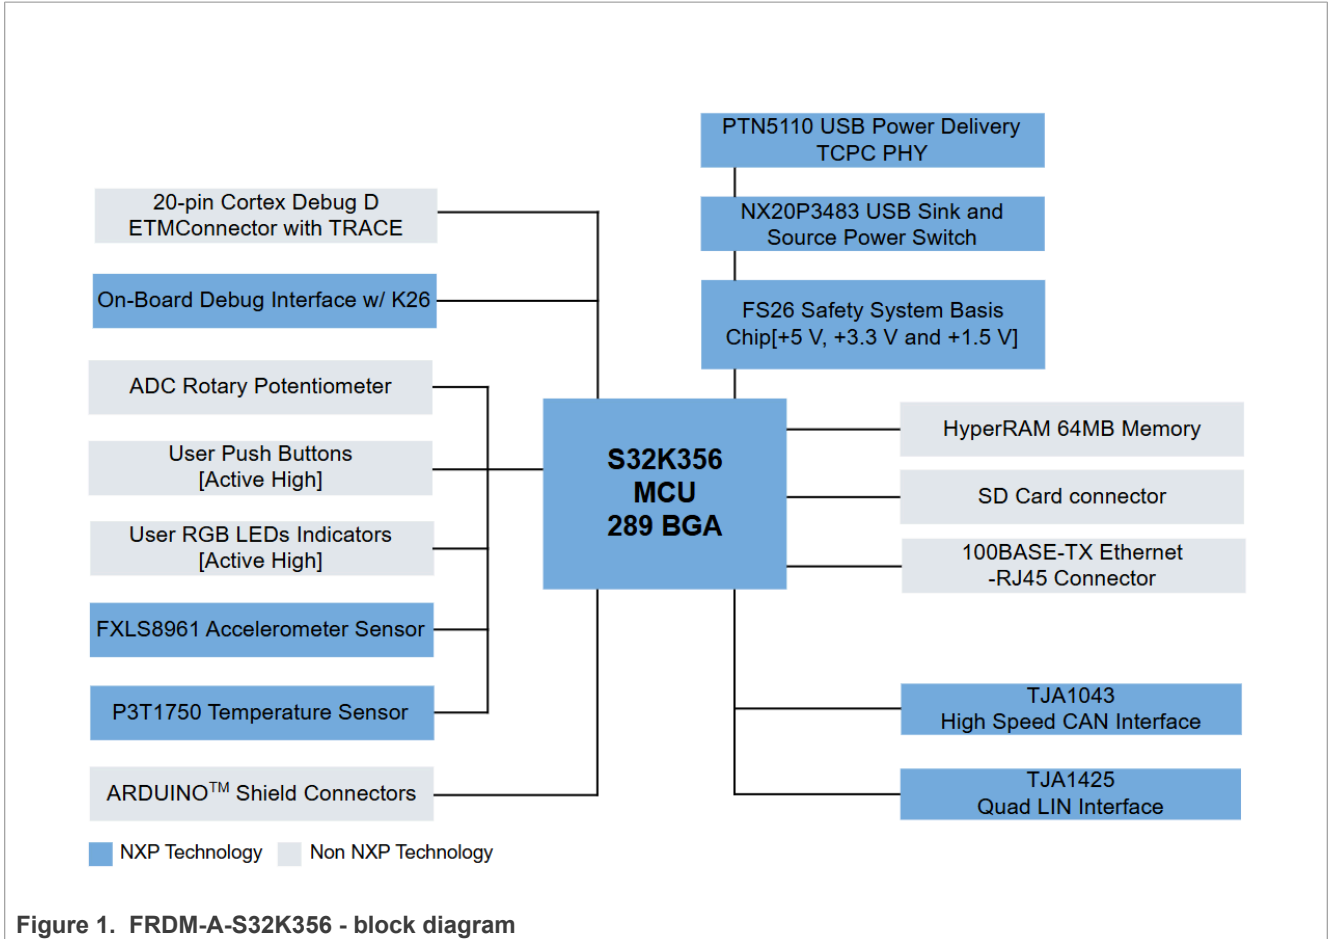 PTN5110 USB Power Delivery
TCPC PHY
NX20P3483 USB Sink and
Source Power Switch
FS26 Safety System Basis
Chip[+5 V, +3.3 V and +1.5 V]
20-pin Cortex Debug D
ETMConnector with TRACE
On-Board Debug Interface w/ K26
ADC Rotary Potentiometer
User Push Buttons
[Active High]
User RGB LEDs Indicators
[Active High]
FXLS8961 Accelerometer Sensor
P3T1750 Temperature Sensor
ARDUINO™ Shield Connectors
S32K356
MCU
289 BGA
HyperRAM 64MB Memory
SD Card connector
100BASE-TX Ethernet
-RJ45 Connector
TJA1043
High Speed CAN Interface
TJA1425
Quad LIN Interface
NXP Technology
Non NXP Technology
Figure 1. FRDM-A-S32K356 - block diagram